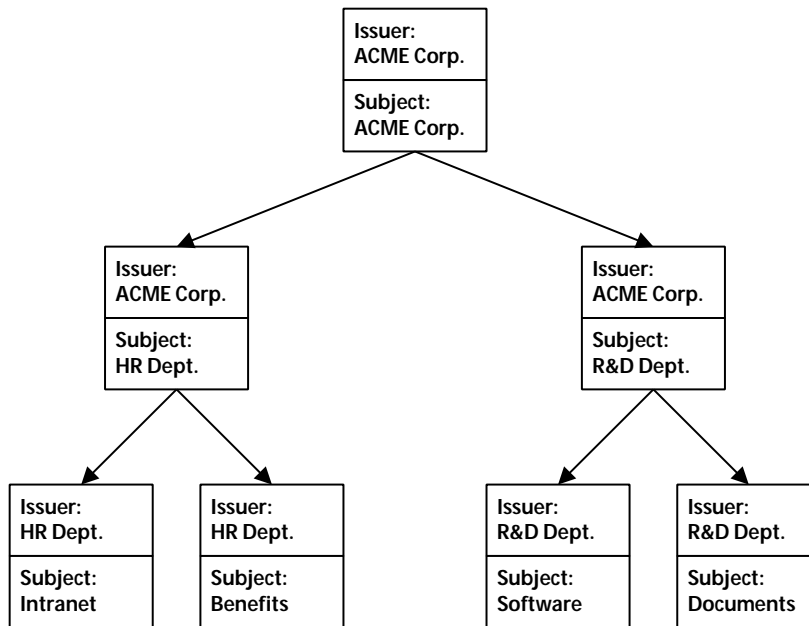 Issuer:
ACME Corp.
Subject:
ACME Corp.
Issuer:
ACME Corp.
Subject:
HR Dept.
Issuer:
ACME Corp.
Subject:
R&D Dept.
Issuer:
HR Dept.
Subject:
Intranet
Issuer:
HR Dept.
Subject:
Benefits
Issuer:
R&D Dept.
Subject:
Software
Issuer:
R&D Dept.
Subject:
Documents